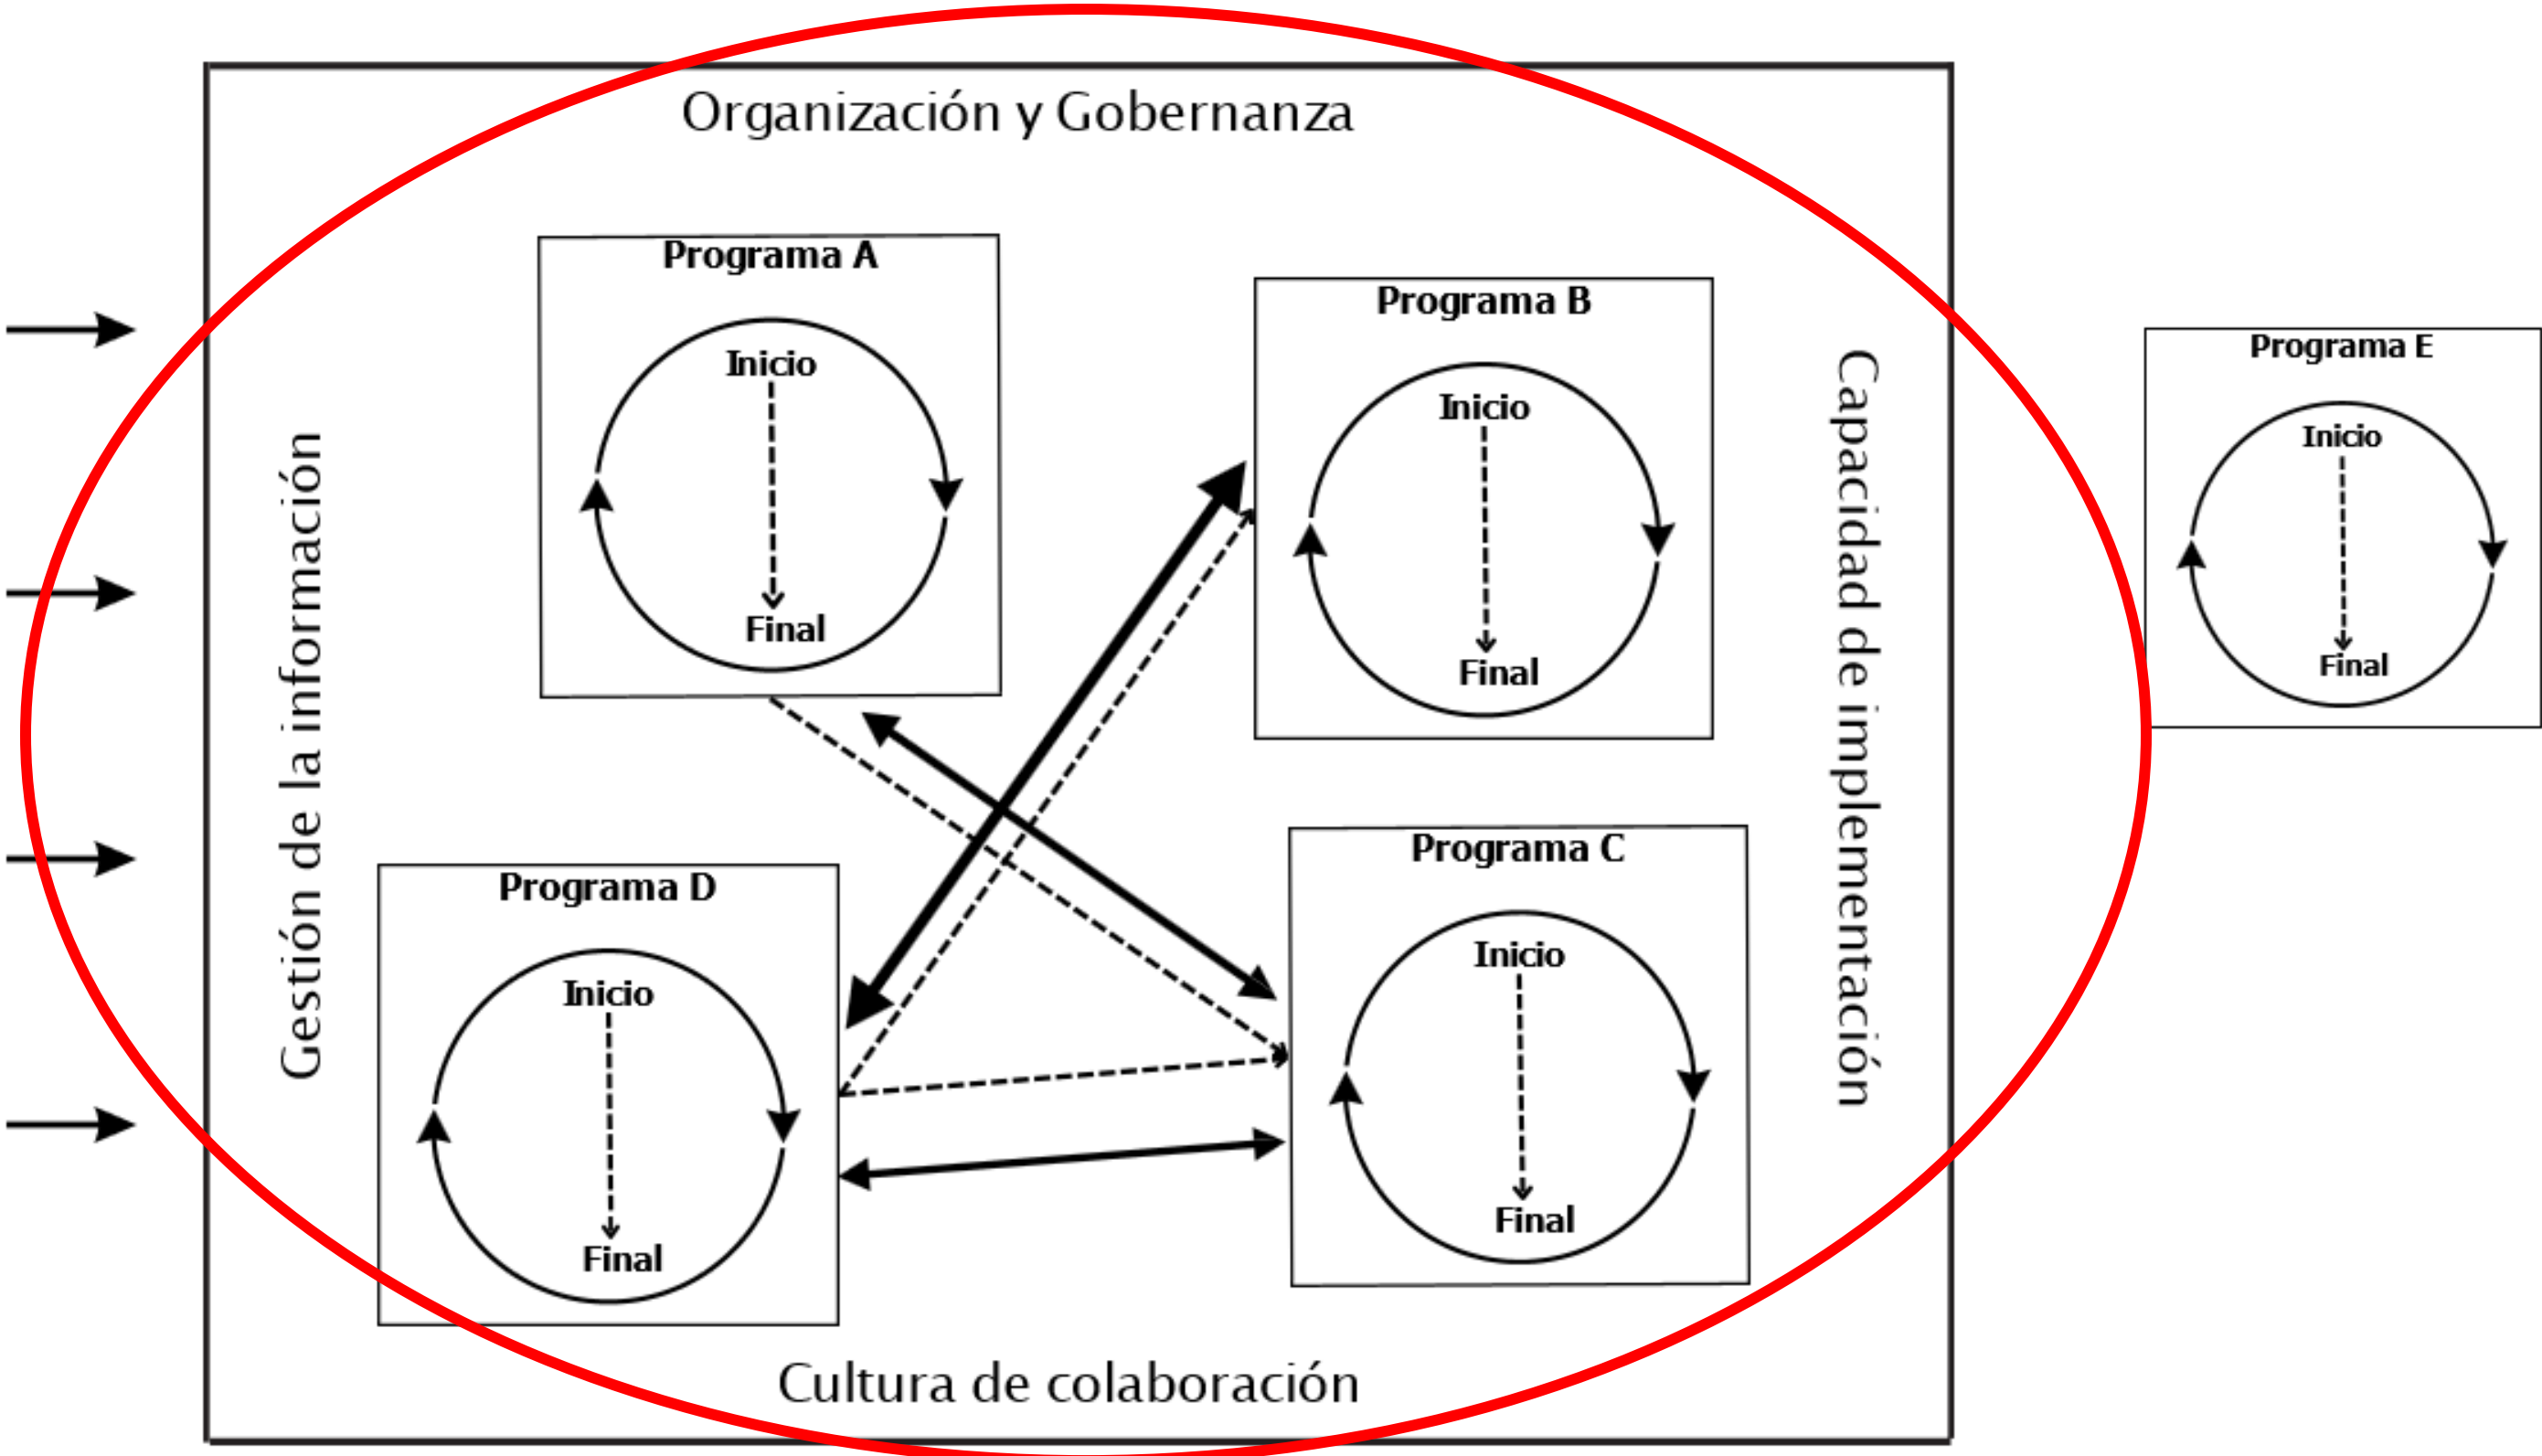 Organización y Gobernanza
Gestión de la información
Programa A
Inicio
Final
Programa B
Inicio
Final
Capacidad de implementación
Programa E
Inicio
Final
Programa D
Inicio
Final
Programa C
Inicio
Final
Cultura de colaboración